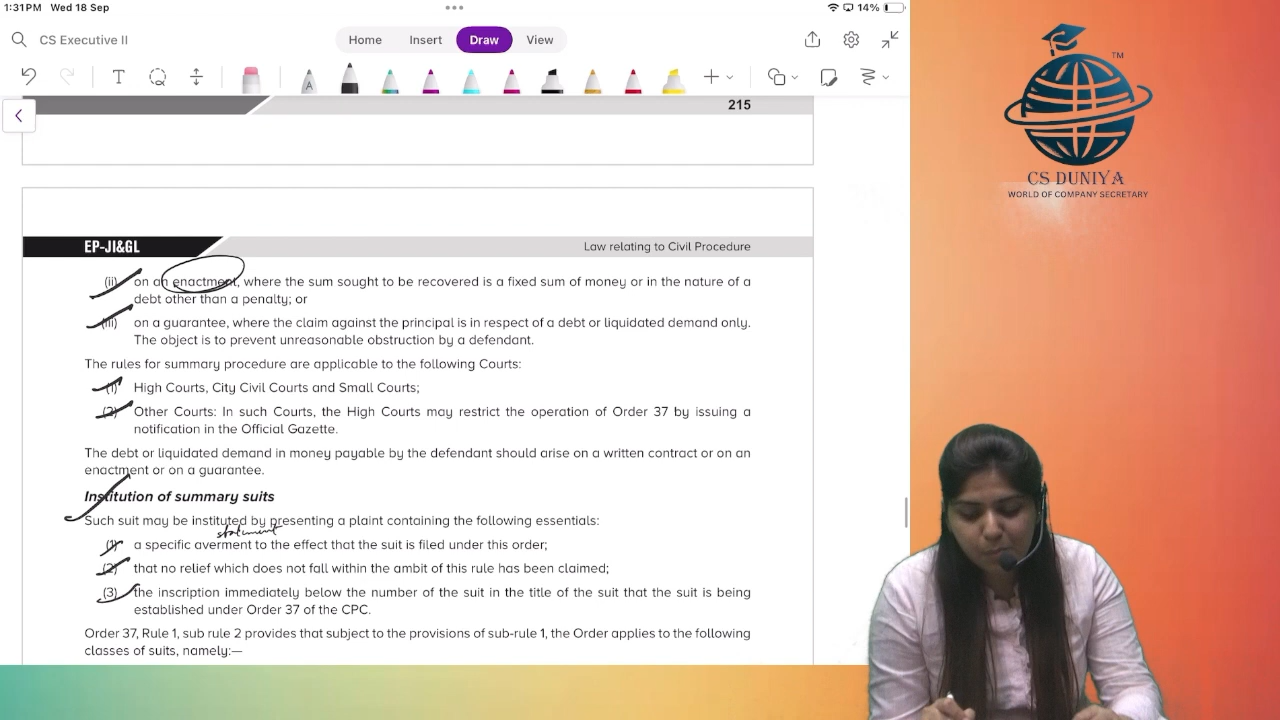 1:31PM Wed 18 Sep
14%
CS Executive II
Home Insert Draw View
A
215
EP-JI&GL
Law relating to Civil Procedure
(ii) on an enactment, where the sum sought to be recovered is a fixed sum of money or in the nature of a
debt other than a penalty; or
(iii) on a guarantee, where the claim against the principal is in respect of a debt or liquidated demand only.
The object is to prevent unreasonable obstruction by a defendant.
The rules for summary procedure are applicable to the following Courts:
(1) High Courts, City Civil Courts and Small Courts;
(2) Other Courts: In such Courts, the High Courts may restrict the operation of Order 37 by issuing a
notification in the Official Gazette.
The debt or liquidated demand in money payable by the defendant should arise on a written contract or on an
enactment or on a guarantee.
Institution of summary suits
Such suit may be instituted by presenting a plaint containing the following essentials:
statement
(1) a specific averment to the effect that the suit is filed under this order;
(2) that no relief which does not fall within the ambit of this rule has been claimed;
(3) the inscription immediately below the number of the suit in the title of the suit that the suit is being
established under Order 37 of the CPC.
Order 37, Rule 1, sub rule 2 provides that subject to the provisions of sub-rule 1, the Order applies to the following
classes of suits, namely:—
TM
CS DUNIYA
WORLD OF COMPANY SECRETARY